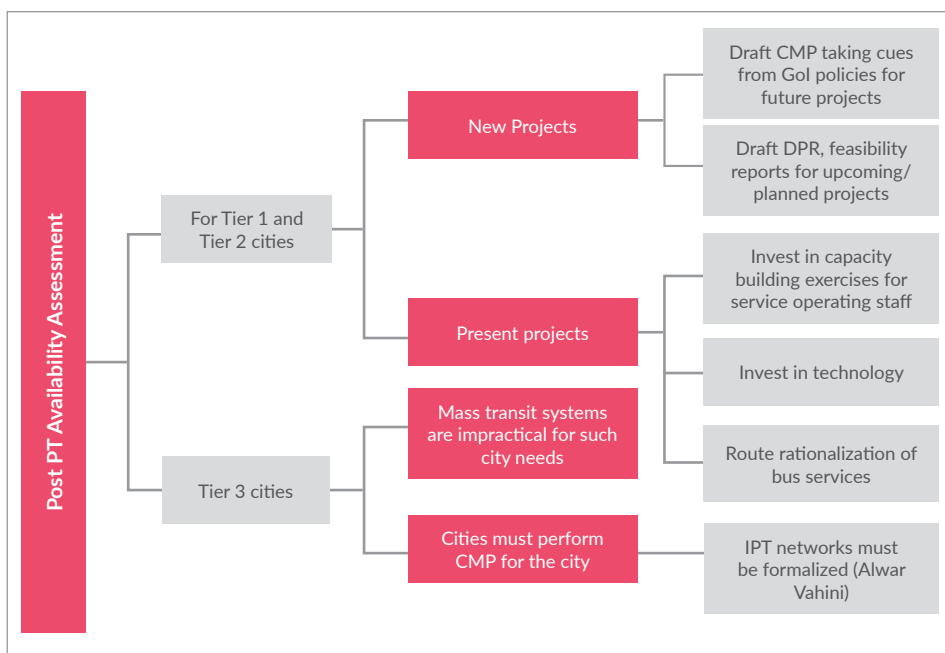 Post PT Availability Assessment
For Tier 1 and
Tier 2 cities
New Projects
Draft CMP taking cues
from GoI policies for
future projects
Draft DPR, feasibility
reports for upcoming/
planned projects
Present projects
Invest in capacity
building exercises for
service operating staff
Invest in technology
Route rationalization of
bus services
Tier 3 cities
Mass transit systems
are impractical for such
city needs
Cities must perform
CMP for the city
IPT networks must
be formalized (Alwar
Vahini)